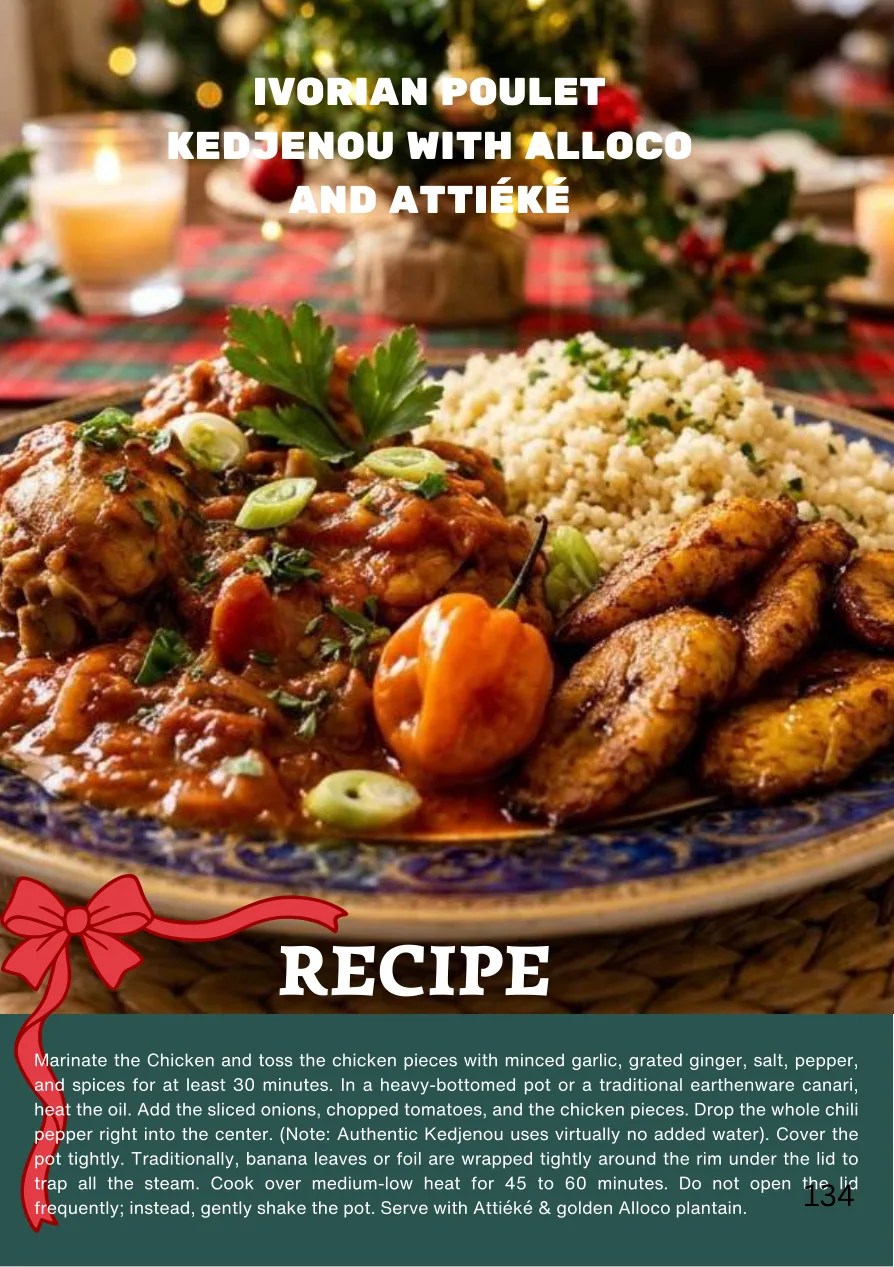 IVORIAN POULET
KEDJENOU WITH ALLOCO
AND ATTIÉKÉ
RECIPE
Marinate the Chicken and toss the chicken pieces with minced garlic, grated ginger, salt, pepper,
and spices for at least 30 minutes. In a heavy-bottomed pot or a traditional earthenware canari,
heat the oil. Add the sliced onions, chopped tomatoes, and the chicken pieces. Drop the whole chili
pepper right into the center. (Note: Authentic Kedjenou uses virtually no added water). Cover the
pot tightly. Traditionally, banana leaves or foil are wrapped tightly around the rim under the lid to
trap all the steam. Cook over medium-low heat for 45 to 60 minutes. Do not open the lid
frequently; instead, gently shake the pot. Serve with Attiéké & golden Alloco plantain.
134